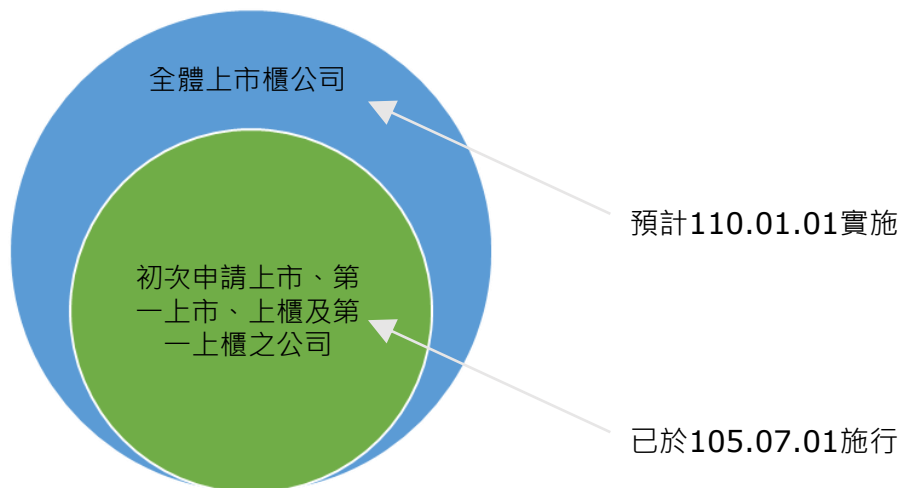 全體上市櫃公司
預計110.01.01實施
初次申請上市、第
一上市、上櫃及第
一上櫃之公司
已於105.07.01施行